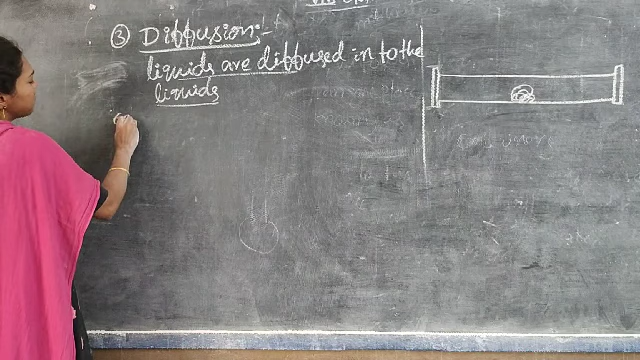 ③ Diffusion:-
liquids are diffused in to the
liquids